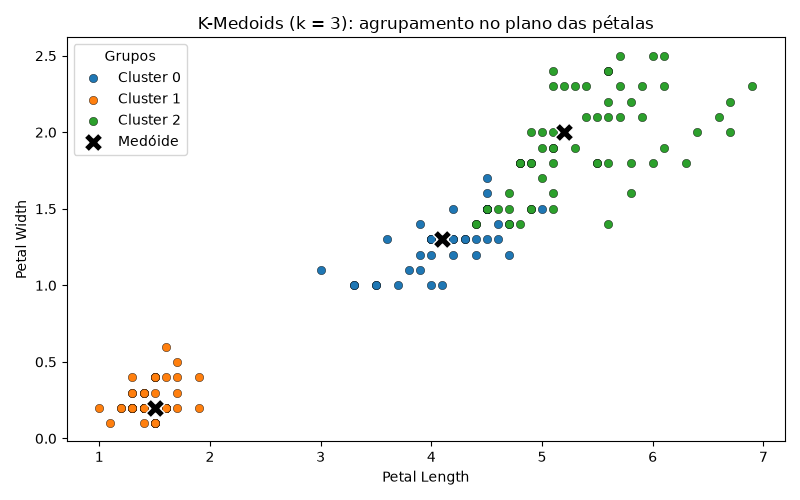 K-Medoids (k = 3): agrupamento no plano das pétalas
Grupos
Cluster 0
Cluster 1
Cluster 2
Medóide
2.5
2.0
1.5
1.0
0.5
0.0
Petal Width
1 2 3 4 5 6 7
Petal Length